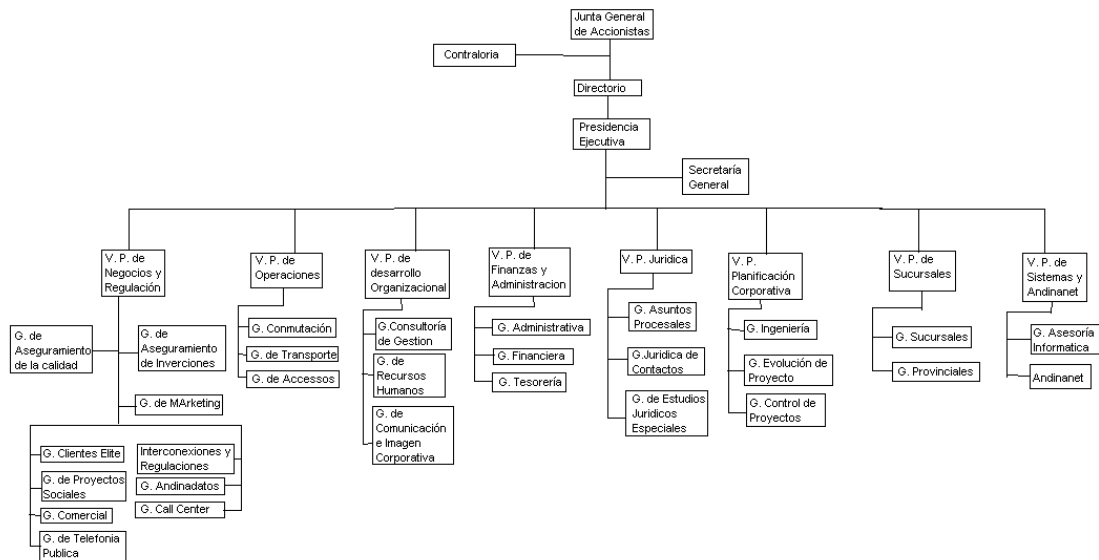 Junta General
de Accionistas
Contraloria
Directorio
Presidencia
Ejecutiva
Secretaría
General
V. P. de
Negocios y
Regulación
V. P. de
Operaciones
V. P. de
desarrollo
Organizacional
V. P. de
Finanzas y
Administracion
V. P. Juridica
V. P.
Planificación
Corporativa
V. P. de
Sucursales
V. P. de
Sistemas y
Andinanet
G. de
Aseguramiento
de la calidad
G. de
Aseguramiento
de Inverciones
G. de MArketing
G. Clientes Elite
G. de Proyectos
Sociales
G. Comercial
G. de Telefonia
Publica
Interconexiones y
Regulaciones
G. Andinadatos
G. Call Center
G. Conmutación
G. de Transporte
G. de Accessos
G.Consultoría
de Gestion
G. de
Recursos
Humanos
G. de
Comunicación
e Imagen
Corporativa
G. Administrativa
G. Financiera
G. Tesorería
G. Asuntos
Procesales
G.Juridica de
Contactos
G. de Estudios
Juridicos
Especiales
G. Ingeniería
G. Evolución de
Proyecto
G. Control de
Proyectos
G. Sucursales
G. Provinciales
G. Asesoría
Informatica
Andinanet